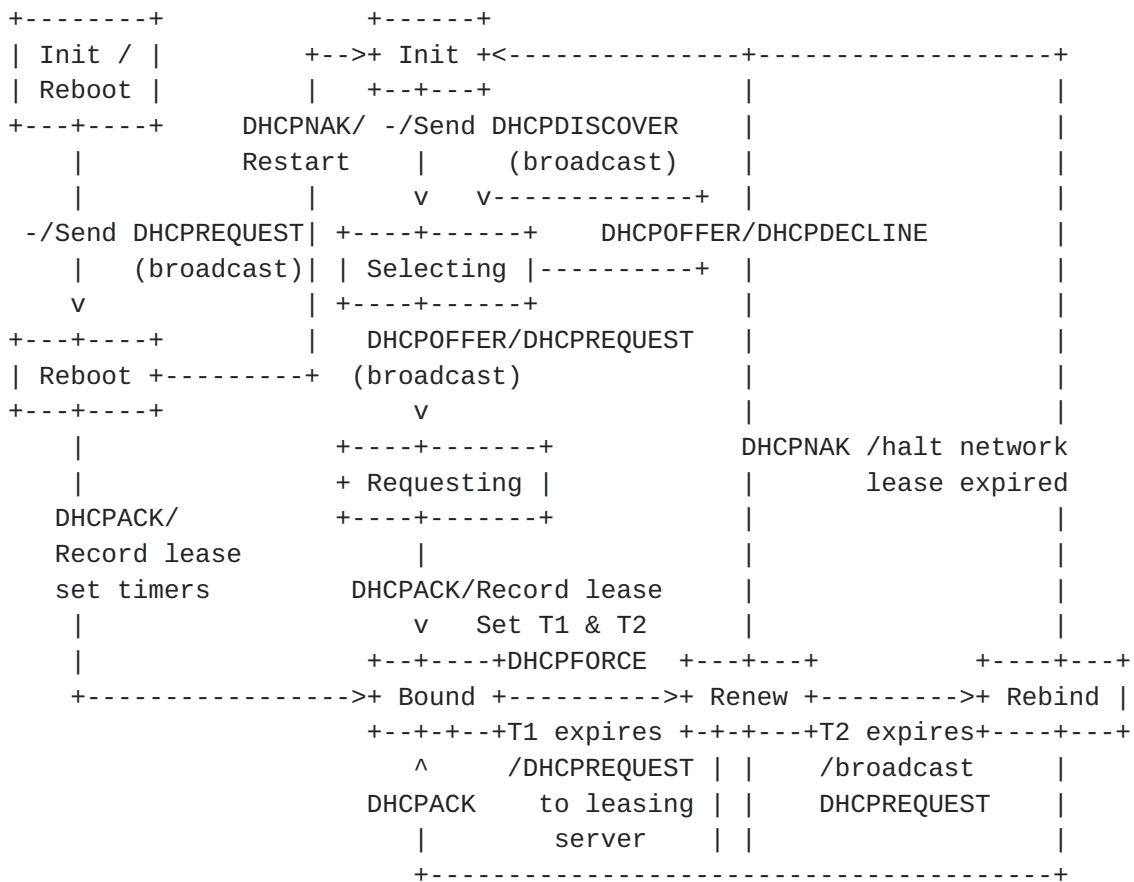 +--------+             +------+
| Init / |         +-->+ Init +<---------------+-------------------+
| Reboot |         |   +--+---+                |                   |
+---+----+     DHCPNAK/ -/Send DHCPDISCOVER    |                   |
    |          Restart    |     (broadcast)    |                   |
    |              |      v   v-------------+  |                   |
 -/Send DHCPREQUEST| +----+------+    DHCPOFFER/DHCPDECLINE        |
    |   (broadcast)| | Selecting |----------+  |                   |
    v              | +----+------+             |                   |
+---+----+         |   DHCPOFFER/DHCPREQUEST   |                   |
| Reboot +---------+  (broadcast)              |                   |
+---+----+                v                    |                   |
    |                +----+-------+            DHCPNAK /halt network
    |                + Requesting |            |       lease expired
   DHCPACK/          +----+-------+            |                   |
   Record lease           |                    |                   |
   set timers         DHCPACK/Record lease     |                   |
    |                     v   Set T1 & T2      |                   |
    |                  +--+----+DHCPFORCE  +---+---+          +----+---+
    +----------------->+ Bound +---------->+ Renew +--------->+ Rebind |
                       +--+-+--+T1 expires +-+-+---+T2 expires+----+---+
                          ^     /DHCPREQUEST | |   /broadcast      |
                       DHCPACK    to leasing | |   DHCPREQUEST     |
                          |        server    | |                   |
                          +----------------------------------------+